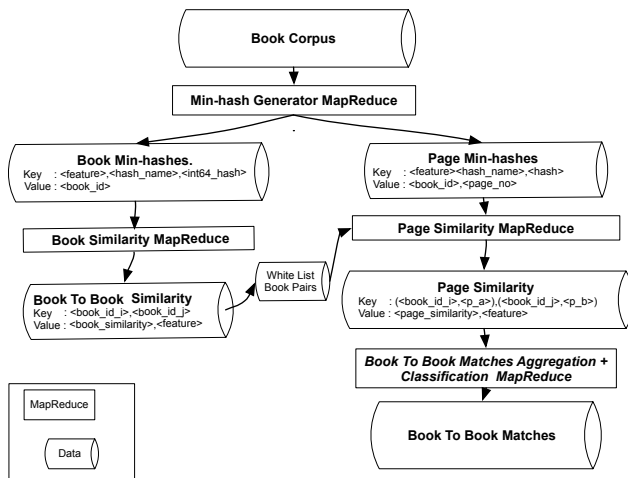 Book Corpus
Min-hash Generator MapReduce
Book Min-hashes.
Key : <feature>,<hash_name>,<int64_hash>
Value : <book_id>
Page Min-hashes
Key : <feature><hash_name>,<hash>
Value : <book_id>,<page_no>
Book Similarity MapReduce
Page Similarity MapReduce
White List
Book Pairs
Book To Book Similarity
Key : <book_id_i>,<book_id_j>
Value : <book_similarity>,<feature>
Page Similarity
Key : (<book_id_i>,<p_a>),(<book_id_j>,<p_b>)
Value : <page_similarity>,<feature>
Book To Book Matches Aggregation +
Classification MapReduce
MapReduce
Data
Book To Book Matches